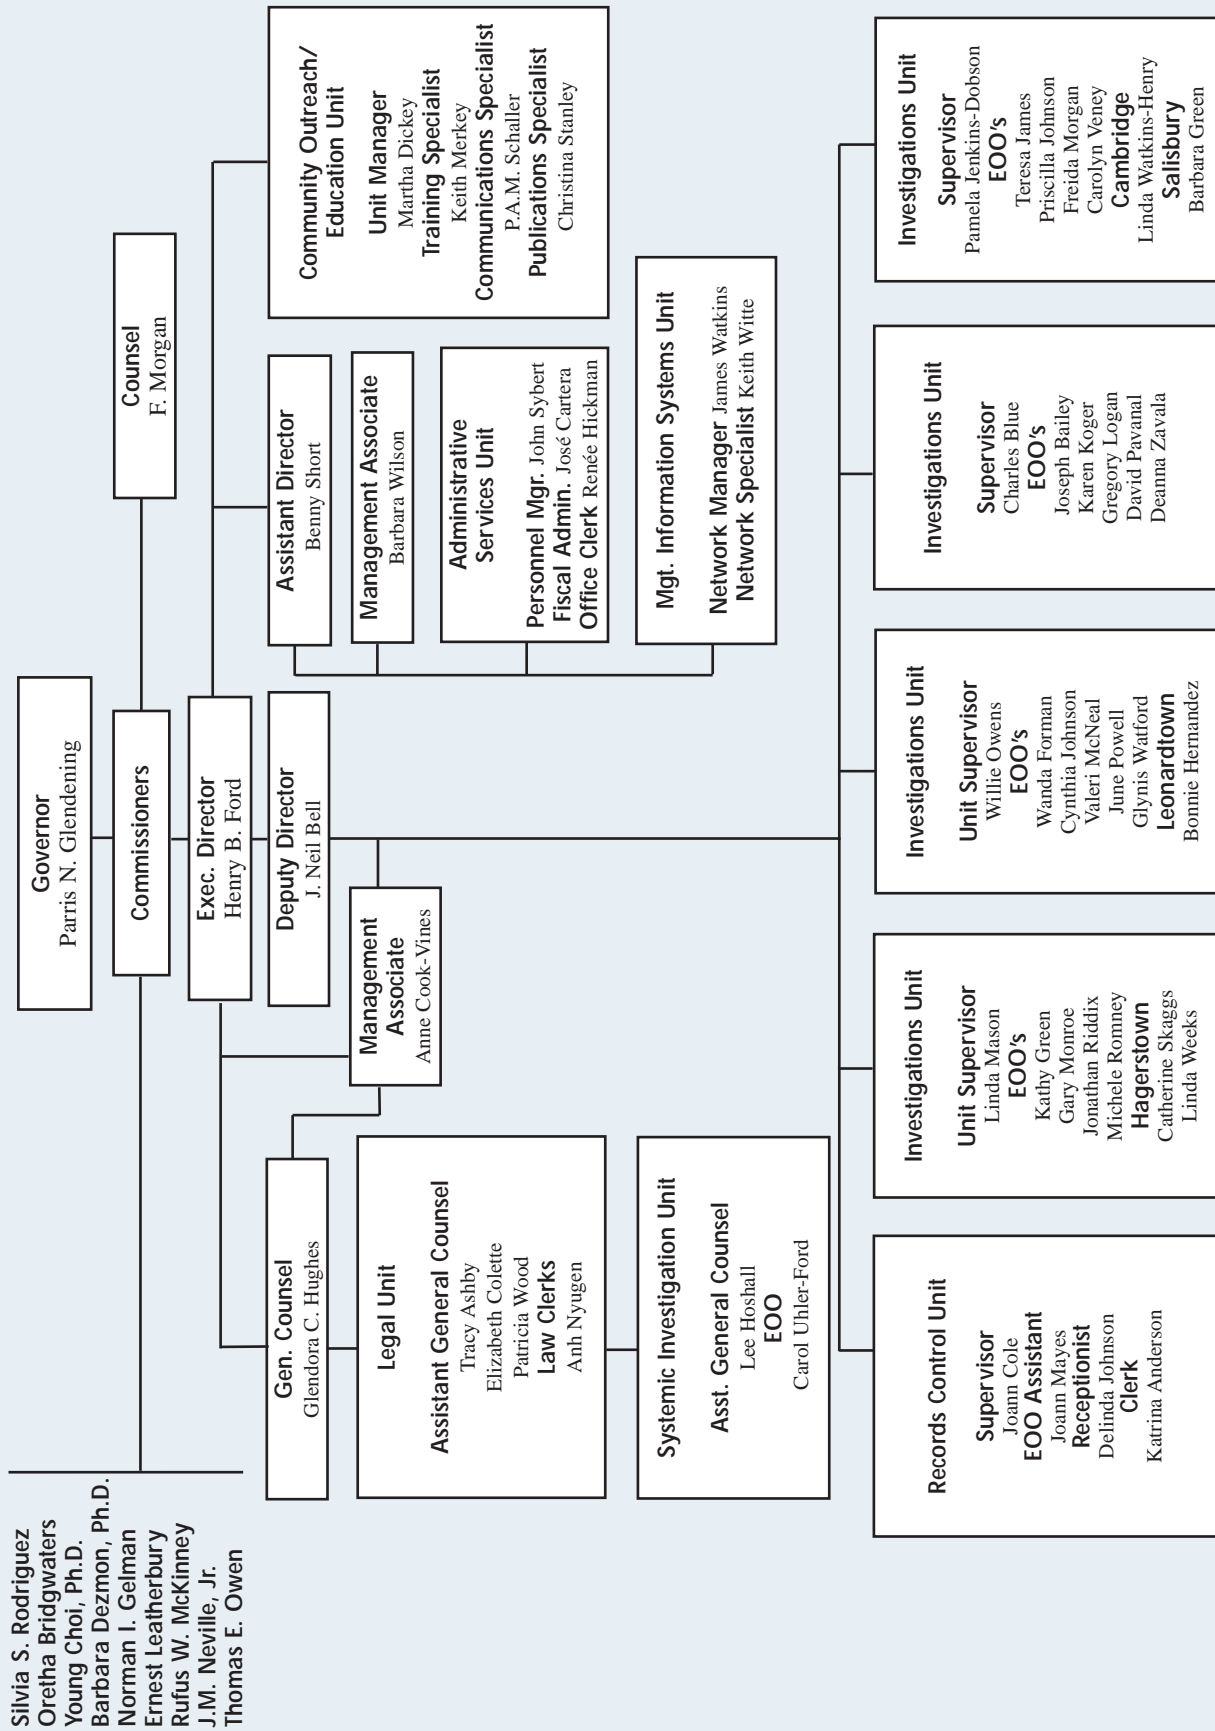 Silvia S. Rodriguez
Oretha Bridgwaters
Young Choi, Ph.D.
Barbara Dezmon, Ph.D.
Norman I. Gelman
Ernest Leatherbury
Rufus W. McKinney
J.M. Neville, Jr.
Thomas E. Owen
Governor
Parris N. Glendening
Commissioners
Counsel
F. Morgan
Exec. Director
Henry B. Ford
Deputy Director
J. Neil Bell
Gen. Counsel
Glendora C. Hughes
Management
Associate
Anne Cook-Vines
Legal Unit
Assistant General Counsel
Tracy Ashby
Elizabeth Colette
Patricia Wood
Law Clerks
Anh Nyugen
Systemic Investigation Unit
Asst. General Counsel
Lee Hoshall
EOO
Carol Uhler-Ford
Assistant Director
Benny Short
Management Associate
Barbara Wilson
Administrative
Services Unit
Personnel Mgr. John Sybert
Fiscal Admin. José Cartera
Office Clerk Renée Hickman
Mgt. Information Systems Unit
Network Manager James Watkins
Network Specialist Keith Witte
Community Outreach/
Education Unit
Unit Manager
Martha Dickey
Training Specialist
Keith Merkey
Communications Specialist
P.A.M. Schaller
Publications Specialist
Christina Stanley
Records Control Unit
Supervisor
Joann Cole
EOO Assistant
Joann Mayes
Receptionist
Delinda Johnson
Clerk
Katrina Anderson
Investigations Unit
Unit Supervisor
Linda Mason
EOO's
Kathy Green
Gary Monroe
Jonathan Riddix
Michele Romney
Hagerstown
Catherine Skaggs
Linda Weeks
Investigations Unit
Unit Supervisor
Willie Owens
EOO's
Wanda Forman
Cynthia Johnson
Valeri McNeal
June Powell
Glynis Watford
Leonardtown
Bonnie Hernandez
Investigations Unit
Supervisor
Charles Blue
EOO's
Joseph Bailey
Karen Koger
Gregory Logan
David Pavanal
Deanna Zavala
Investigations Unit
Supervisor
Pamela Jenkins-Dobson
EOO's
Teresa James
Priscilla Johnson
Freida Morgan
Carolyn Veney
Cambridge
Linda Watkins-Henry
Salisbury
Barbara Green